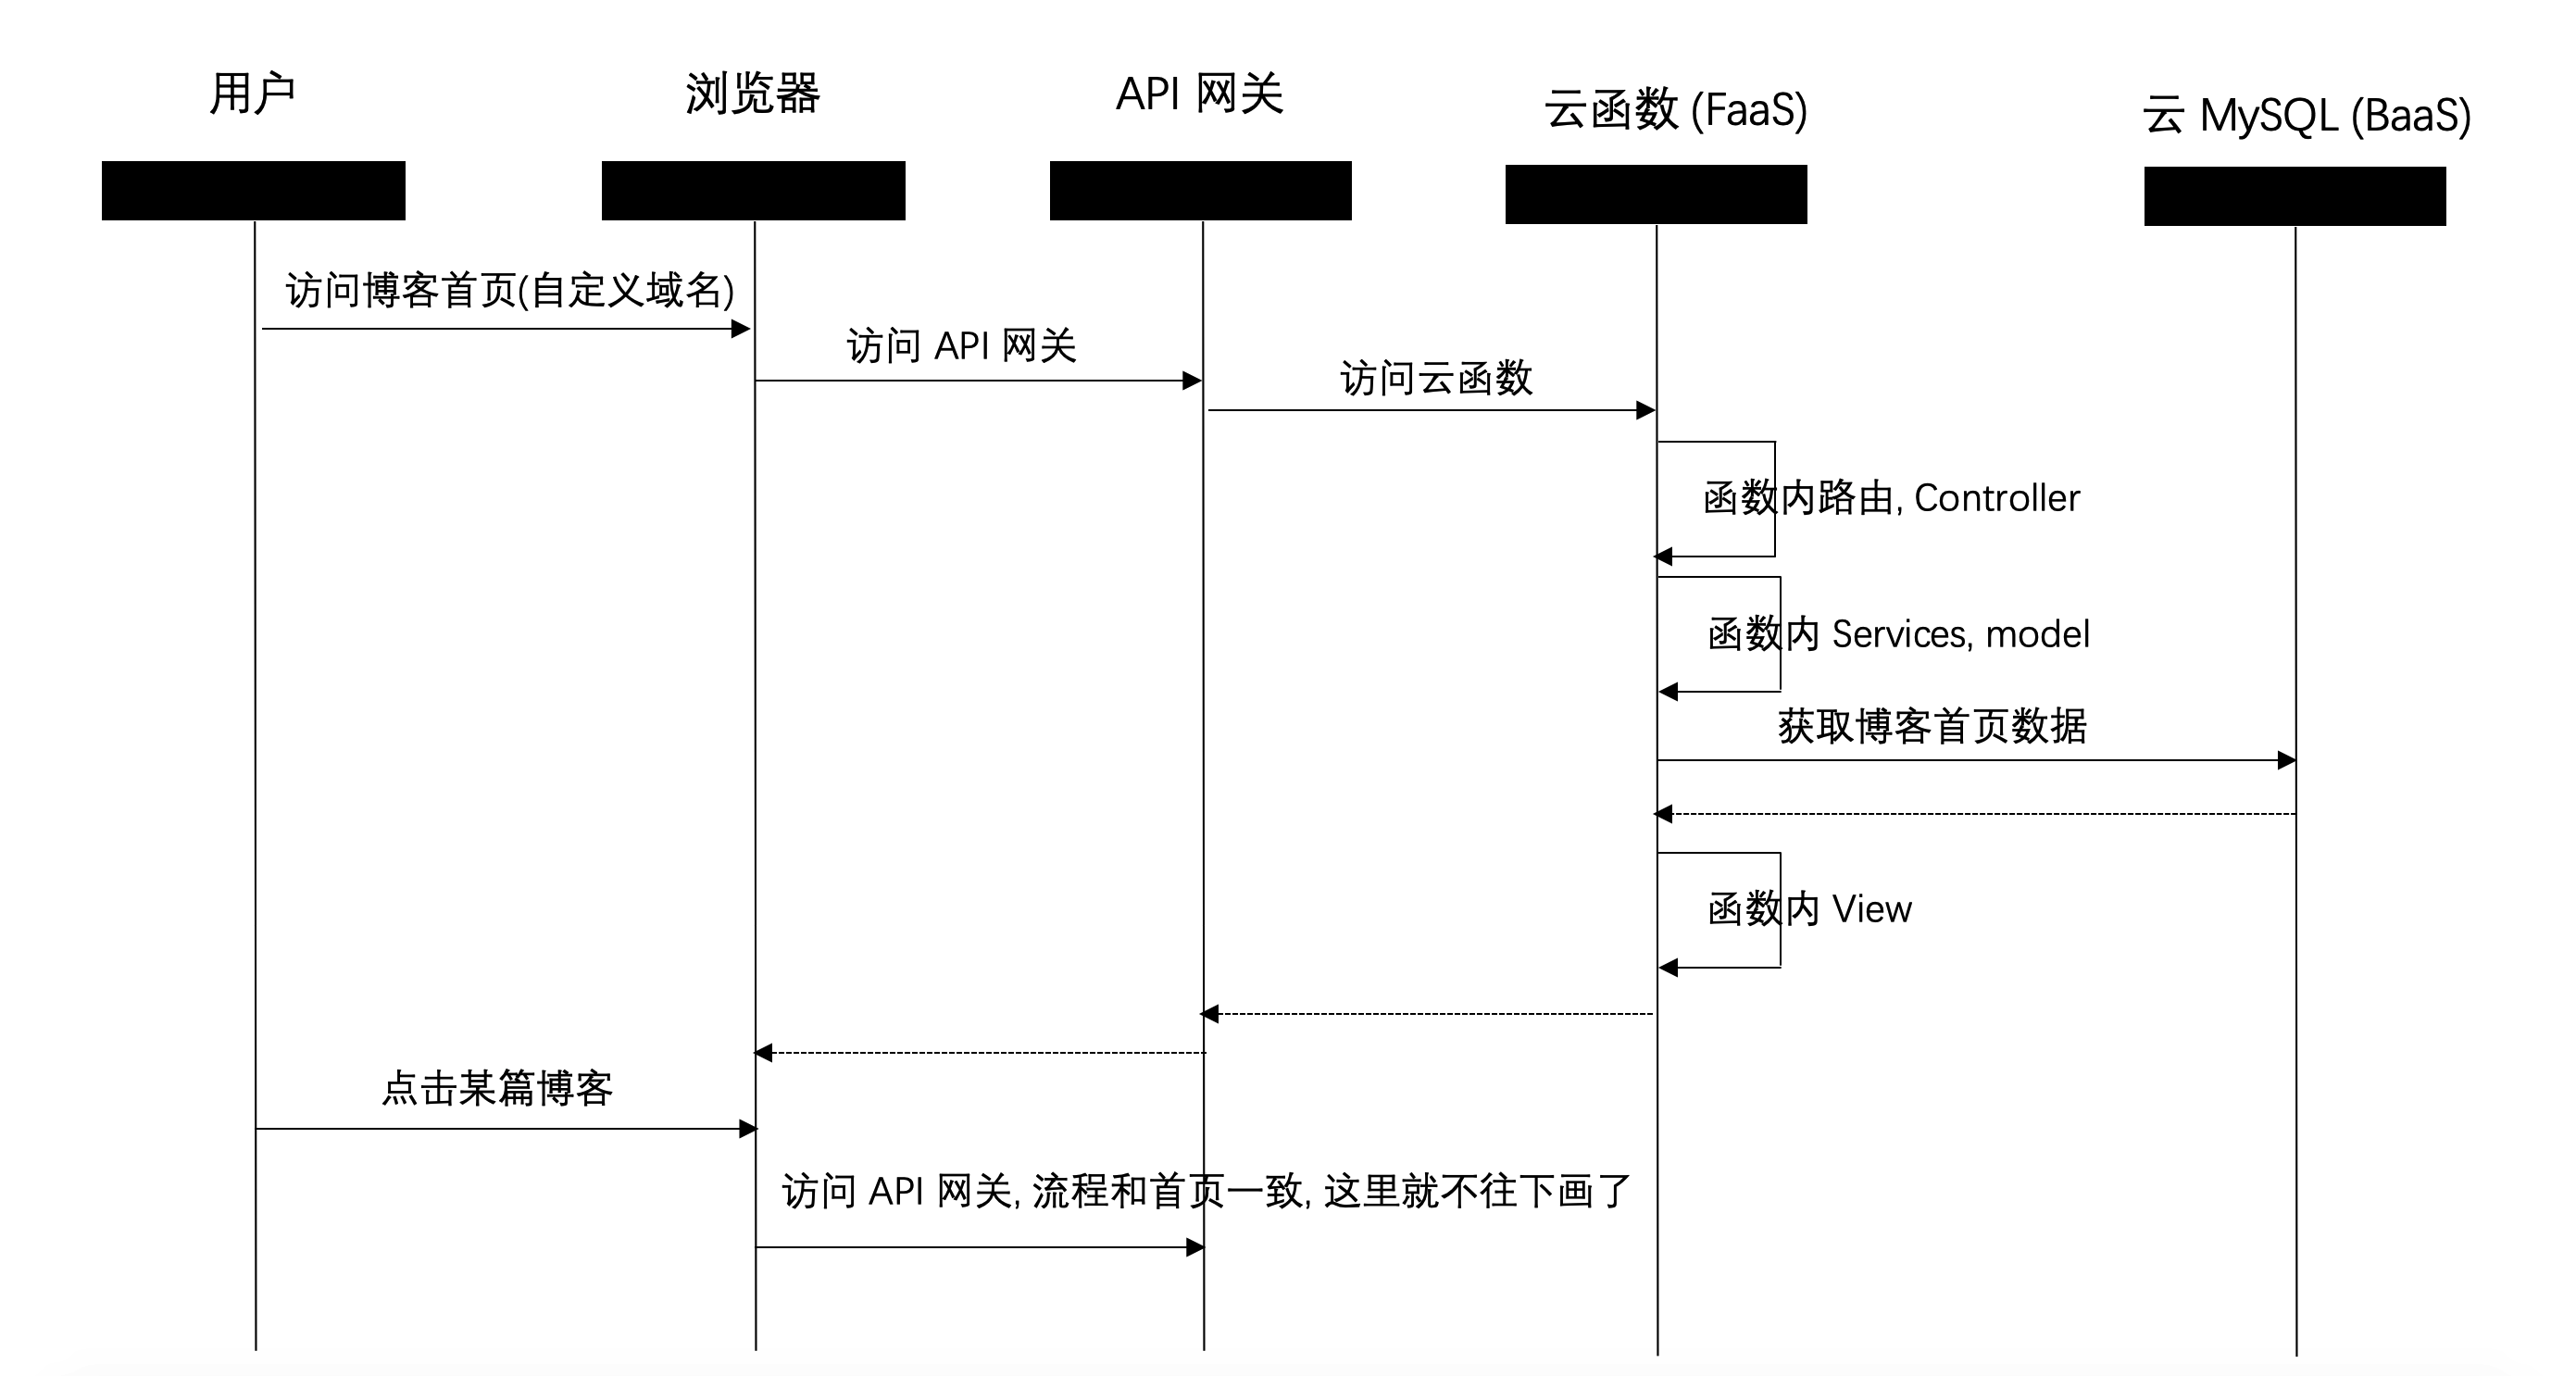 用户
浏览器
API 网关
云函数 (FaaS)
云 MySQL (BaaS)
访问博客首页(自定义域名)
访问 API 网关
访问云函数
函数内路由, Controller
函数内 Services, model
获取博客首页数据
函数内 View
点击某篇博客
访问 API 网关, 流程和首页一致, 这里就不往下画了